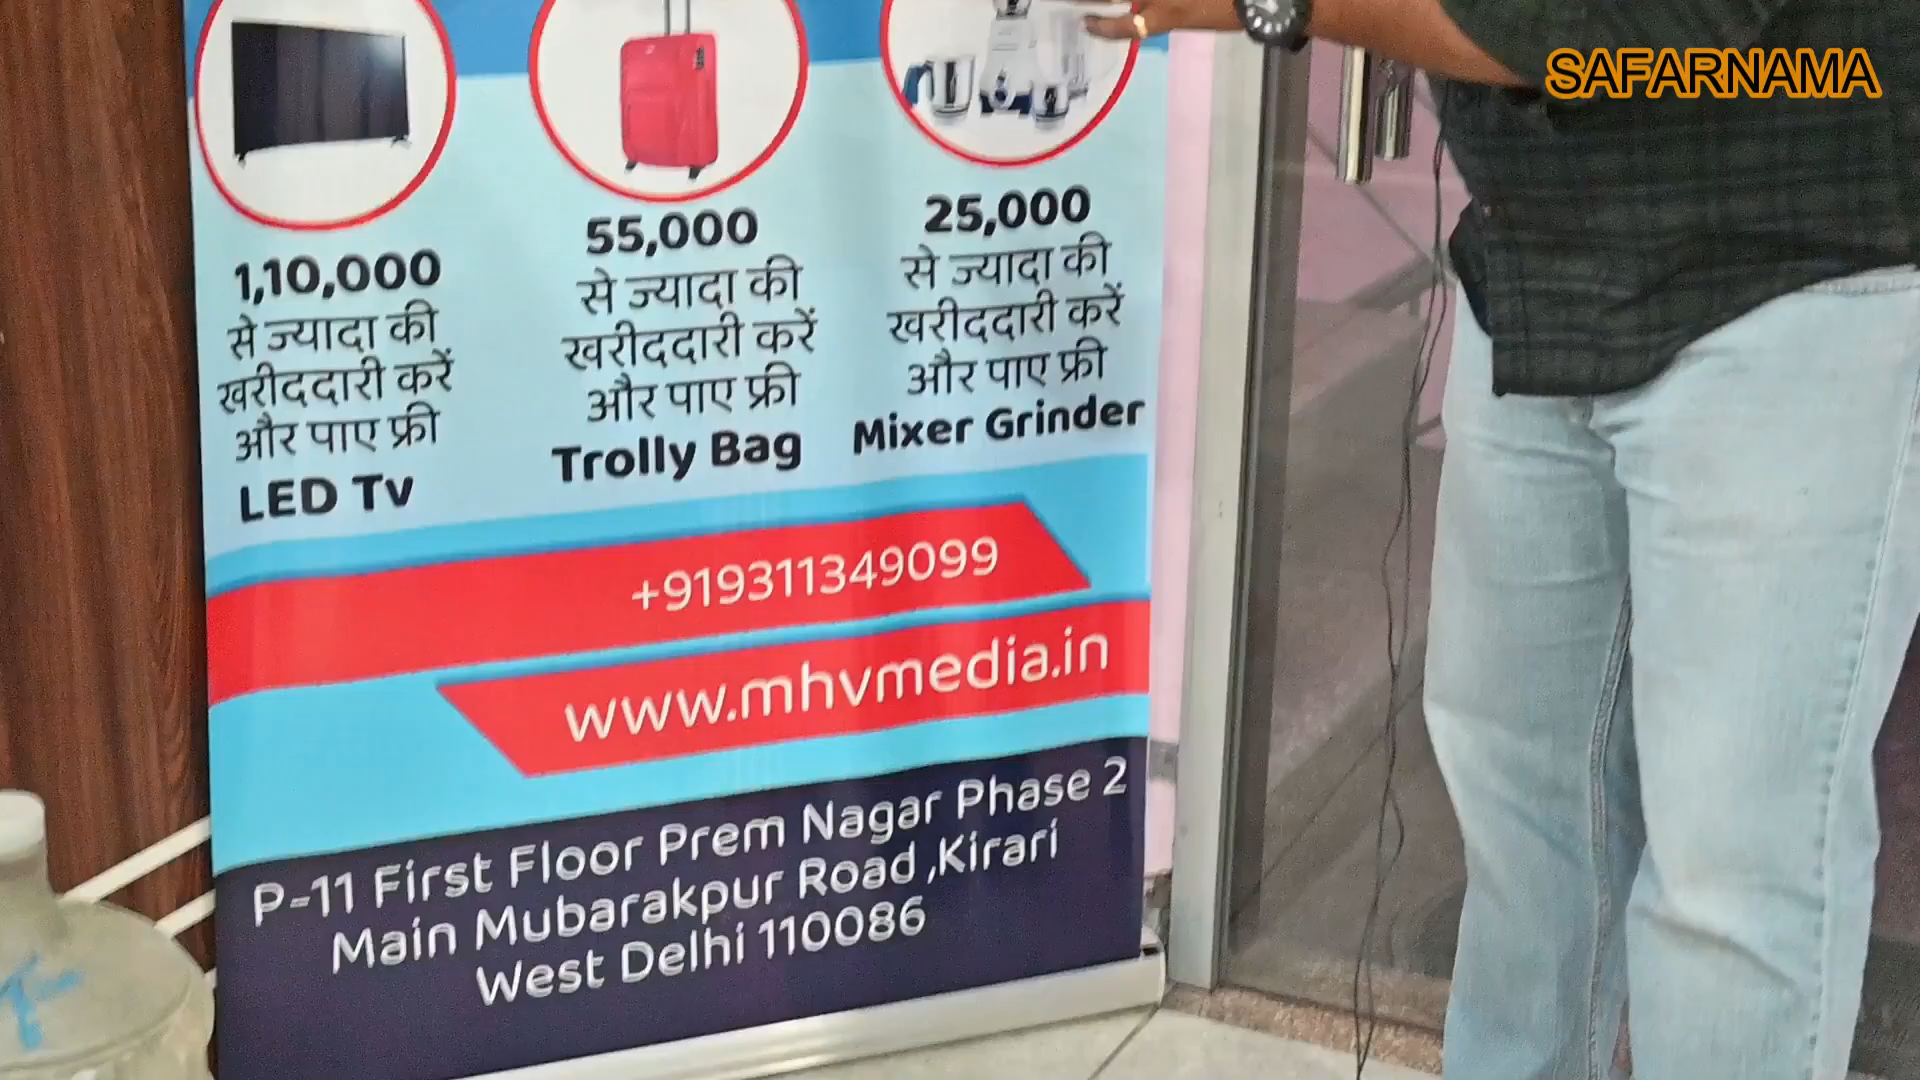 SAFARNAMA
1,10,000
से ज्यादा की
खरीददारी करें
और पाए फ्री
LED Tv
55,000
से ज्यादा की
खरीददारी करें
और पाए फ्री
Trolly Bag
25,000
से ज्यादा की
खरीददारी करें
और पाए फ्री
Mixer Grinder
+919311349099
www.mhvmedia.in
P-11 First Floor Prem Nagar Phase 2
Main Mubarakpur Road ,Kirari
West Delhi 110086